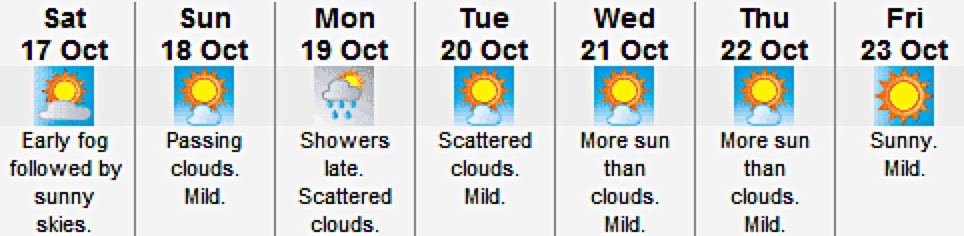 Sat
17 Oct
Early fog
followed by
sunny
skies.
Sun
18 Oct
Passing
clouds.
Mild.
Mon
19 Oct
Showers
late.
Scattered
clouds.
Tue
20 Oct
Scattered
clouds.
Mild.
Wed
21 Oct
More sun
than
clouds.
Mild.
Thu
22 Oct
More sun
than
clouds.
Mild.
Fri
23 Oct
Sunny.
Mild.